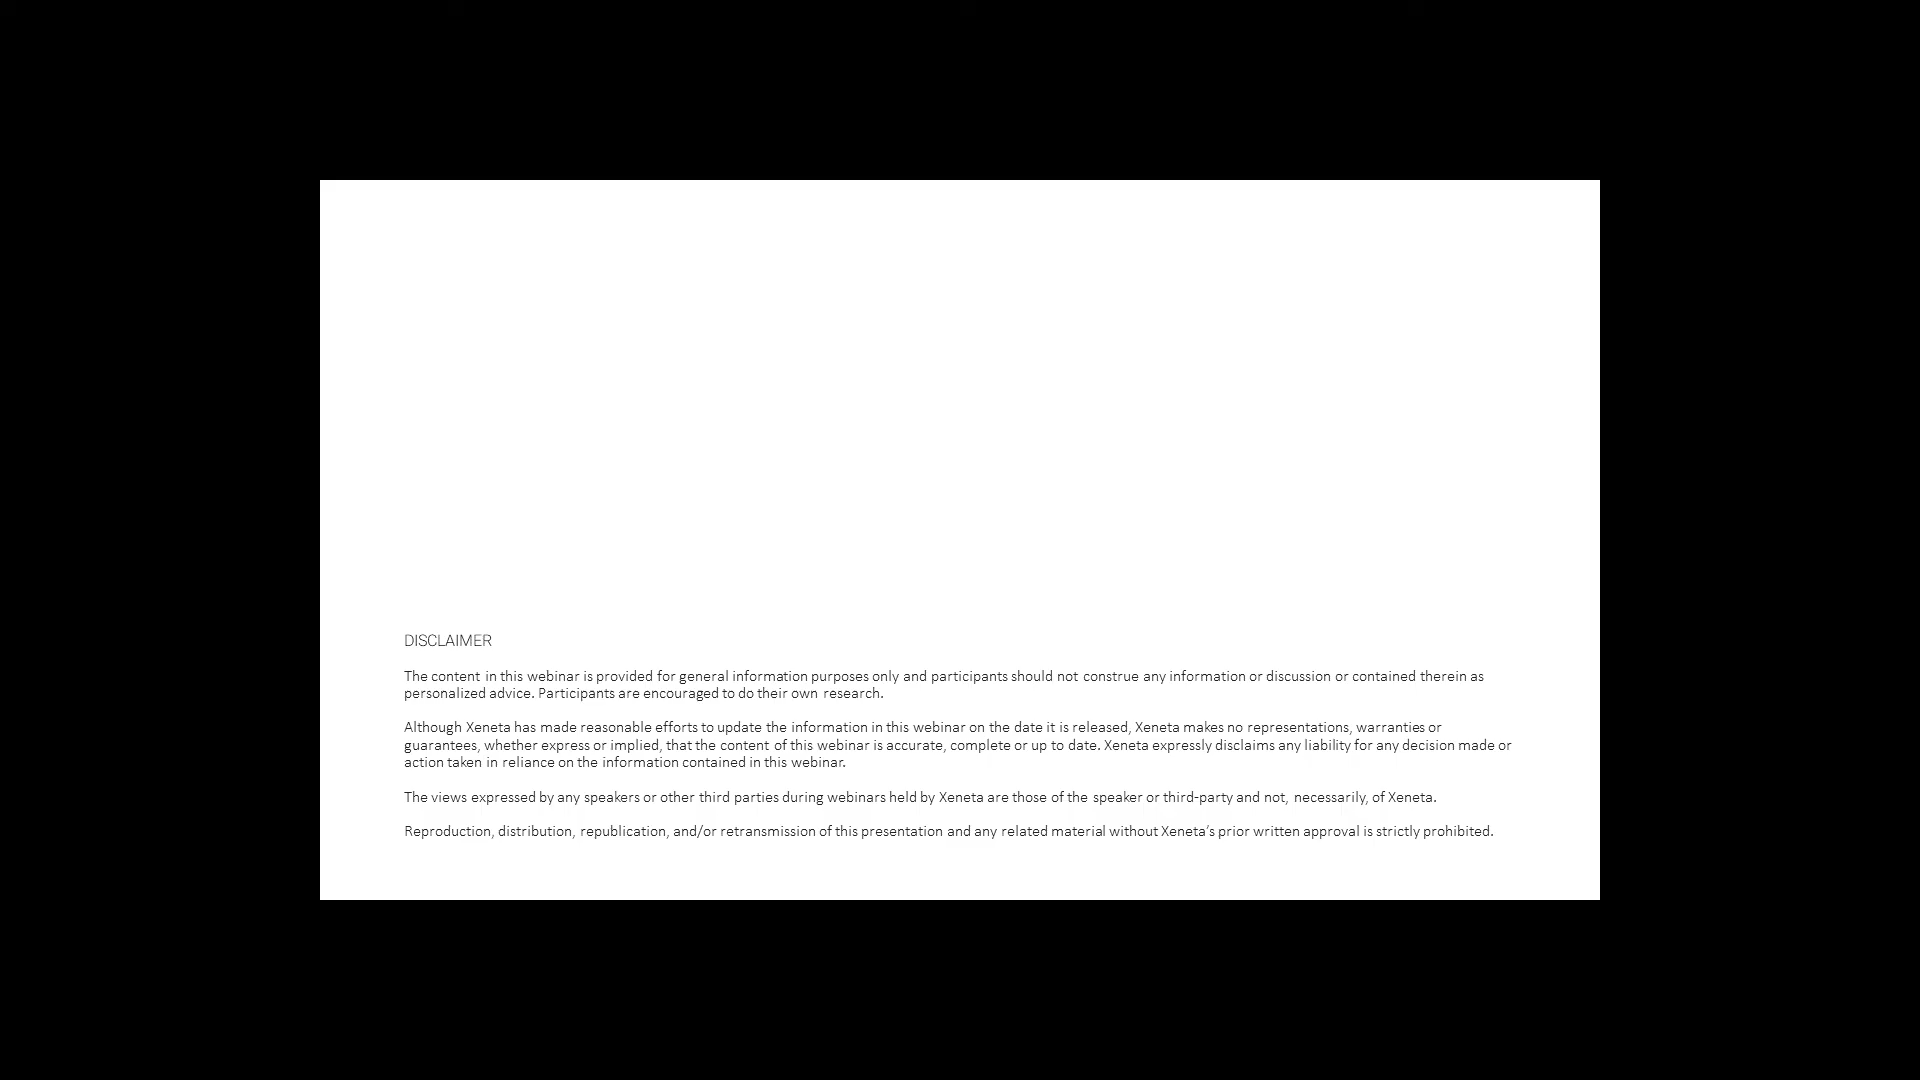 DISCLAIMER
The content in this webinar is provided for general information purposes only and participants should not construe any information or discussion or contained therein as
personalized advice. Participants are encouraged to do their own research.
Although Xeneta has made reasonable efforts to update the information in this webinar on the date it is released, Xeneta makes no representations, warranties or
guarantees, whether express or implied, that the content of this webinar is accurate, complete or up to date. Xeneta expressly disclaims any liability for any decision made or
action taken in reliance on the information contained in this webinar.
The views expressed by any speakers or other third parties during webinars held by Xeneta are those of the speaker or third-party and not, necessarily, of Xeneta.
Reproduction, distribution, republication, and/or retransmission of this presentation and any related material without Xeneta’s prior written approval is strictly prohibited.